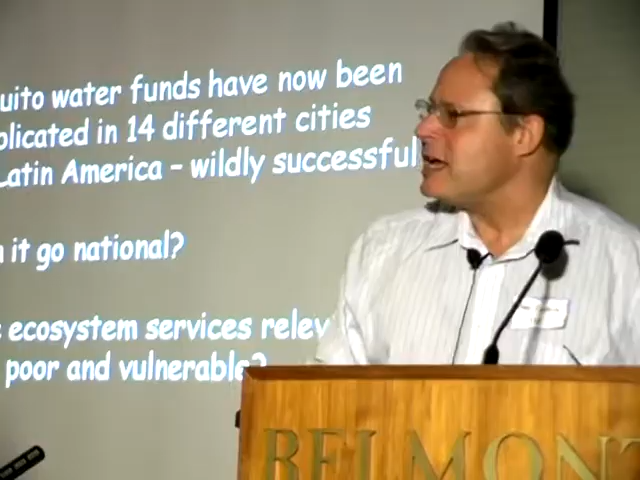 uito water funds have now been
plicated in 14 different cities
Latin America – wildly successful
it go national?
ecosystem services relev
poor and vulnerable?
BELMONT